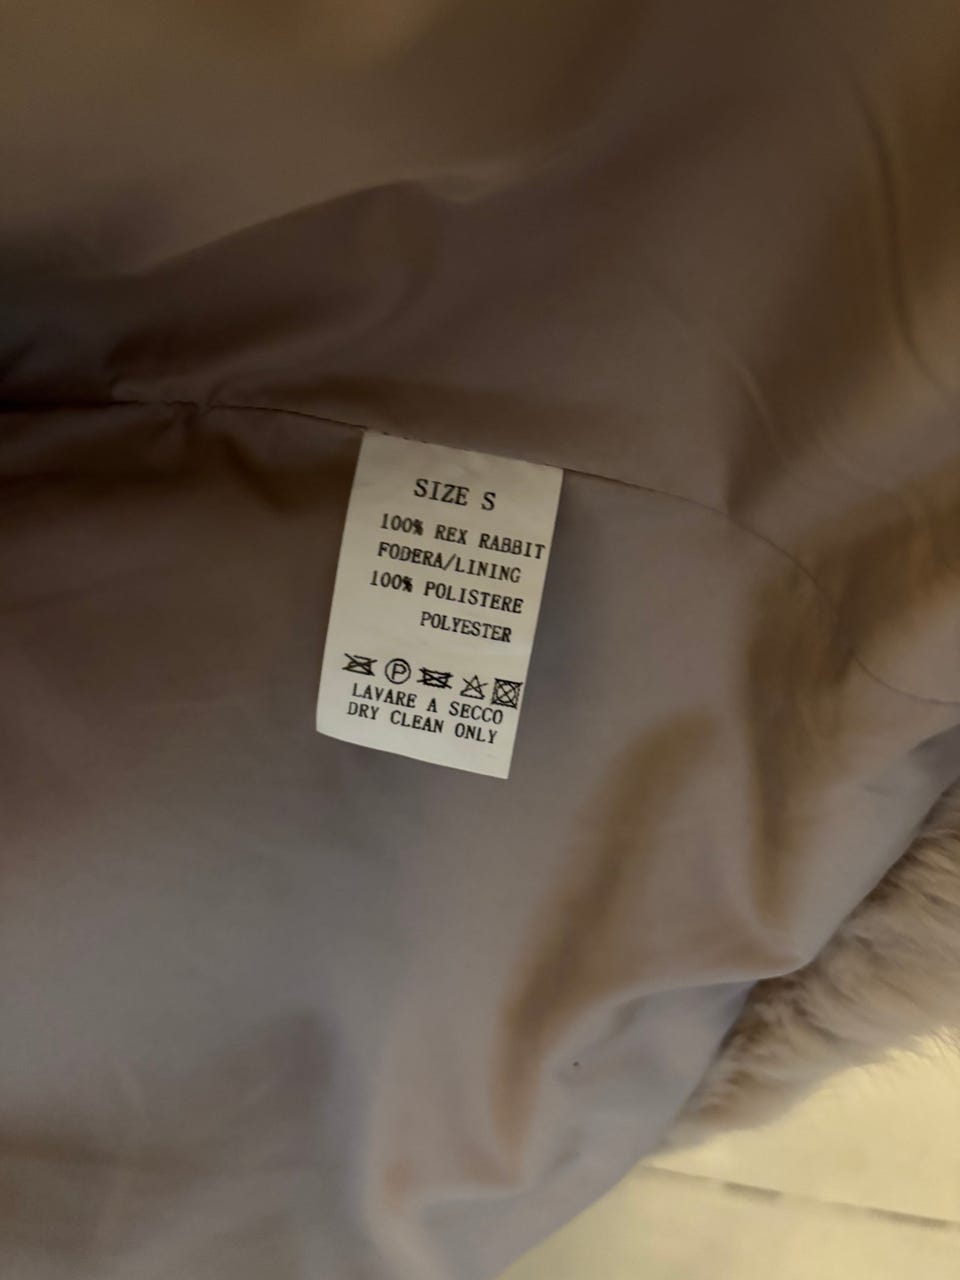 SIZE S
100% REX RABBIT
FODERA/LINING
100% POLISTERE
POLYESTER
P
LAVARE A SECCO
DRY CLEAN ONLY